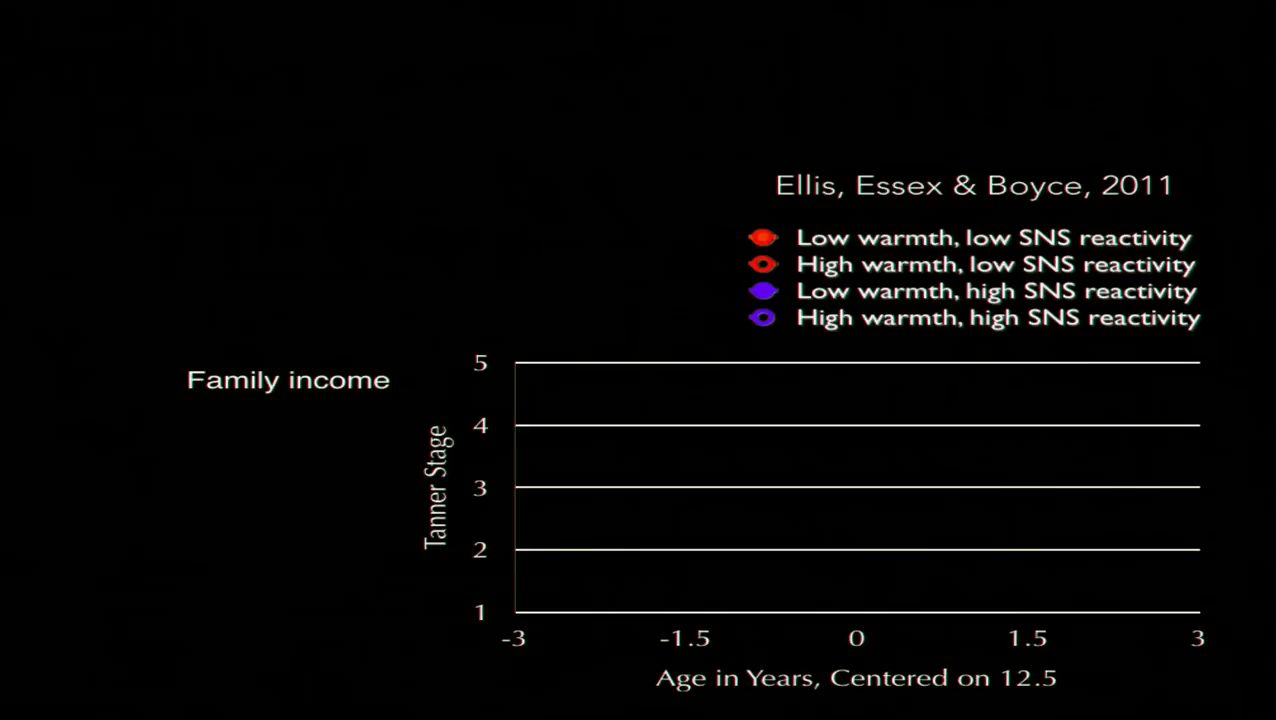 Ellis, Essex & Boyce, 2011
Low warmth, low SNS reactivity
High warmth, low SNS reactivity
Low warmth, high SNS reactivity
High warmth, high SNS reactivity
Family income
Tanner Stage
5
4
3
2
1
-3 -1.5 0 1.5 3
Age in Years, Centered on 12.5